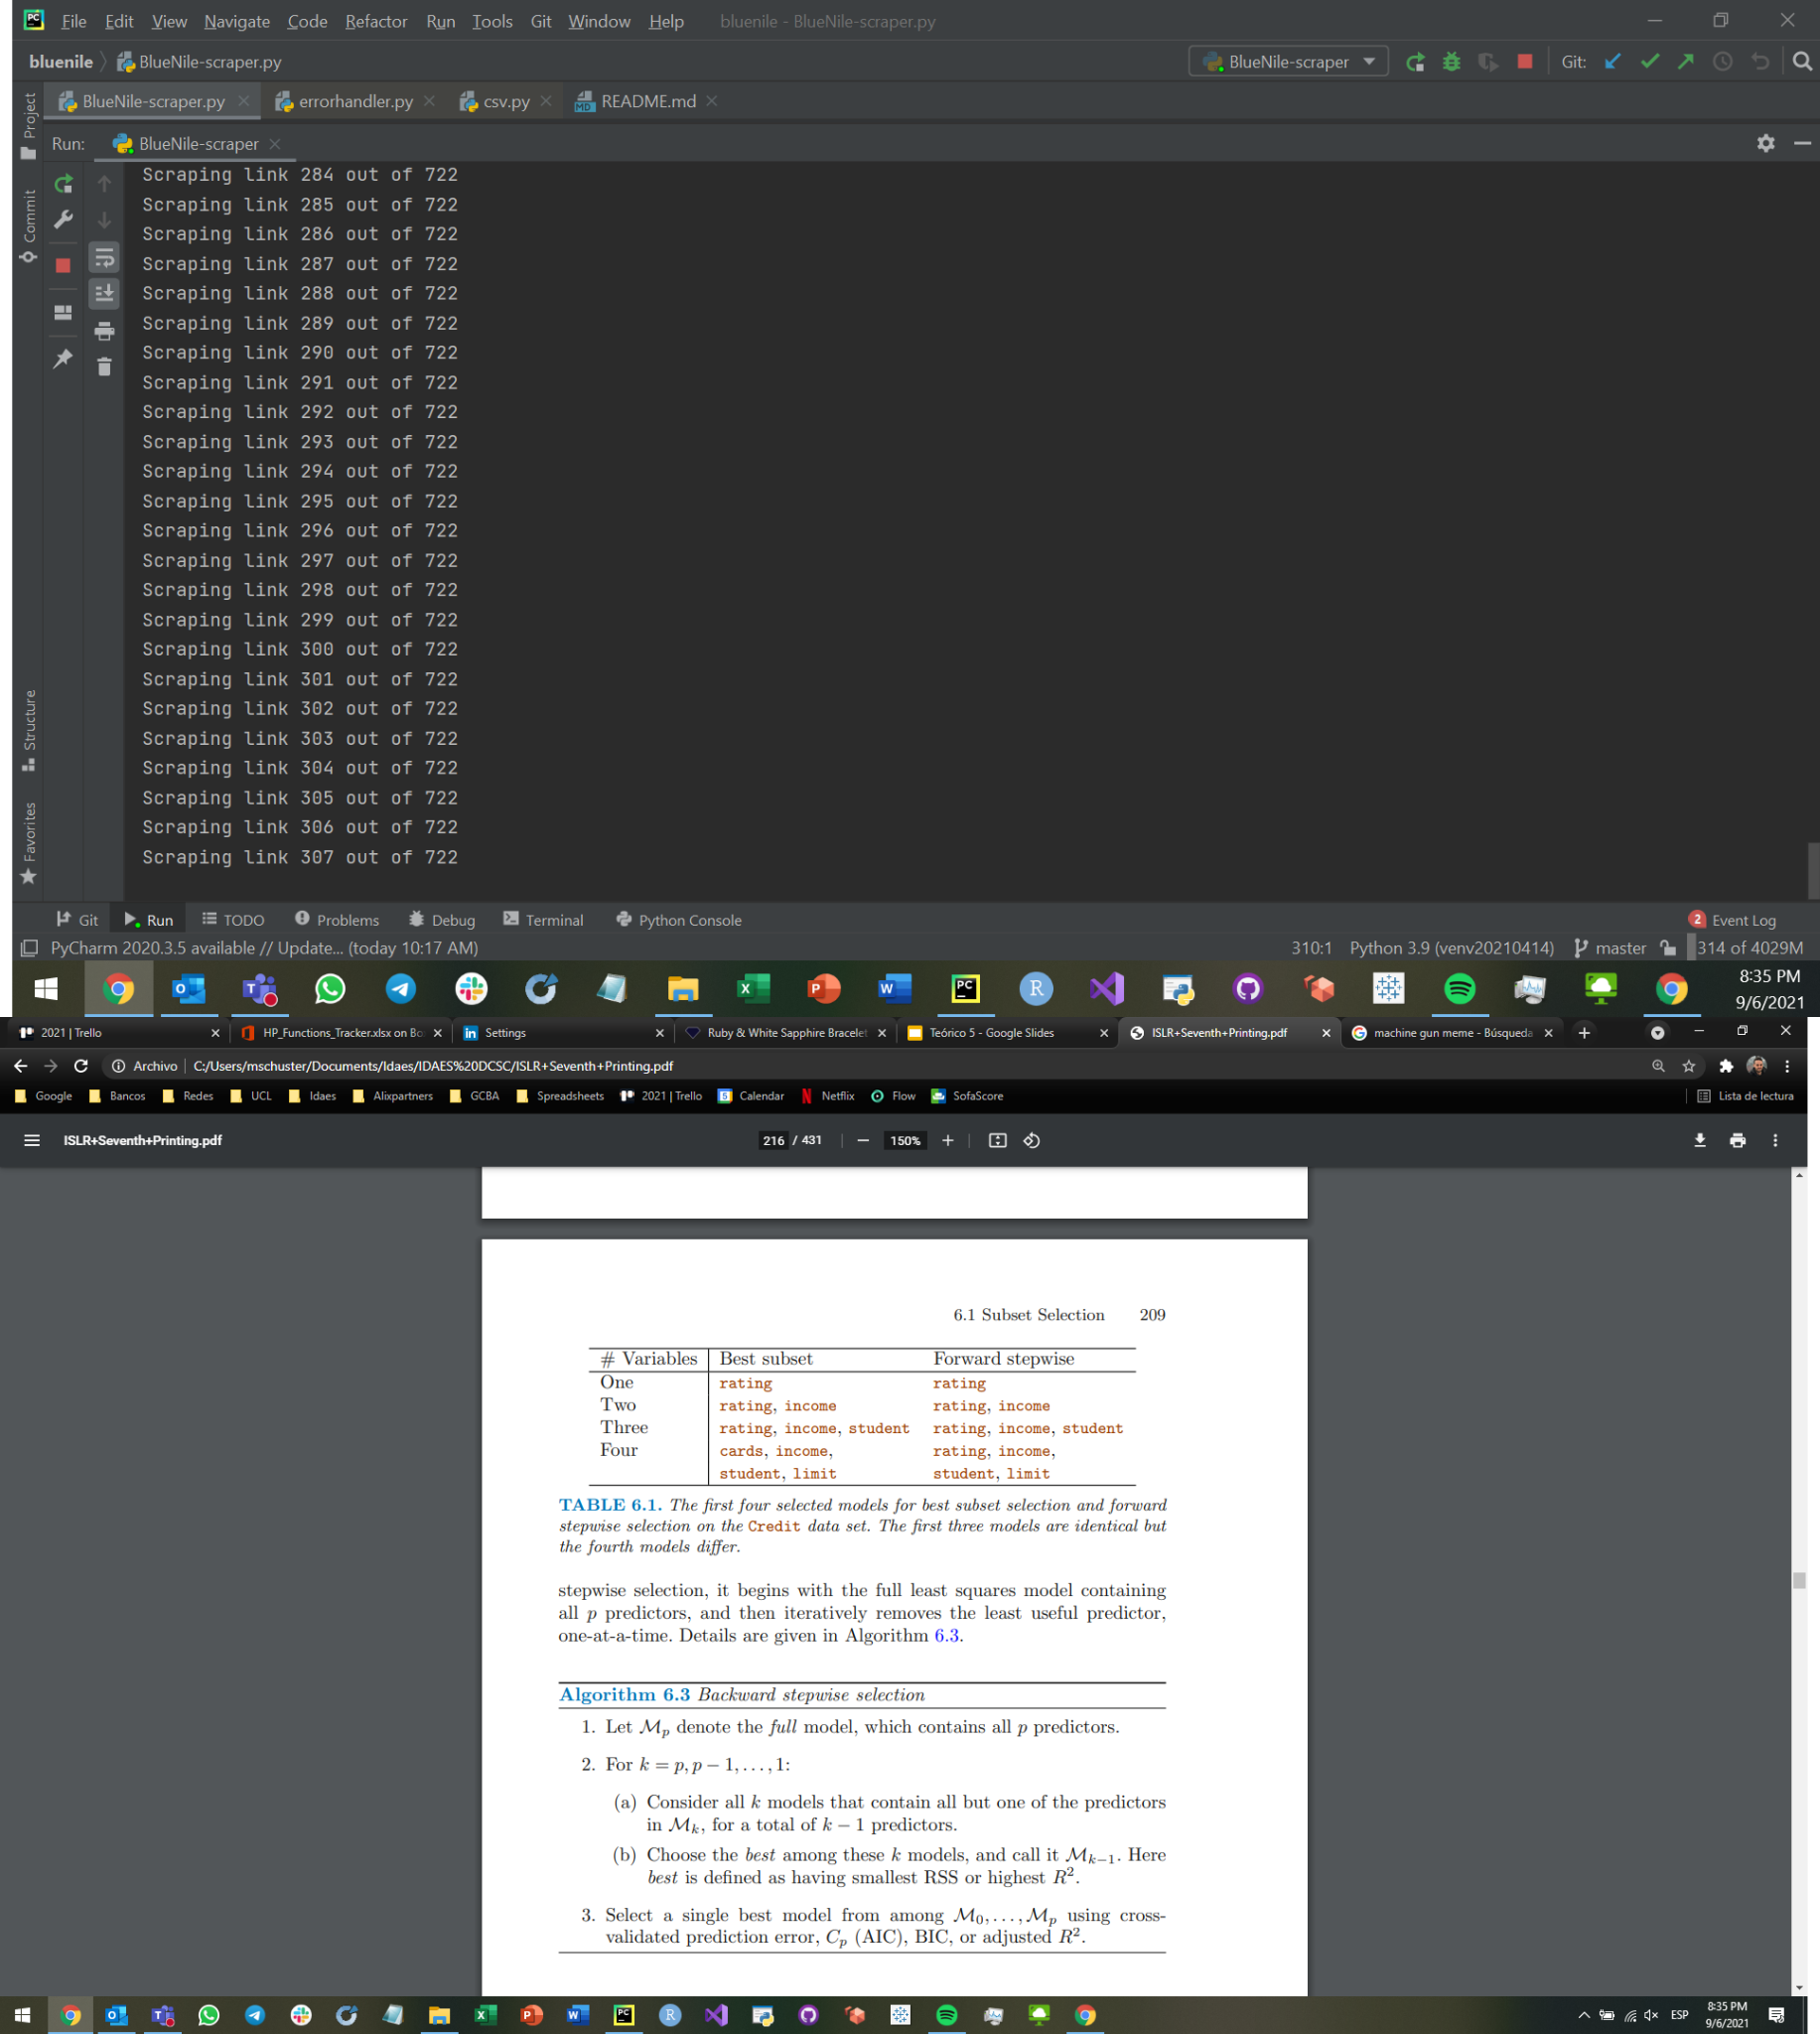 File Edit View Navigate Code Refactor Run Tools Git Window Help bluenile - BlueNile-scraper.py
bluenile BlueNile-scraper.py BlueNile-scraper Git:
BlueNile-scraper.py errorhandler.py csv.py README.md
Project
Commit
Structure
Favorites
Run: BlueNile-scraper
Scraping link 284 out of 722
Scraping link 285 out of 722
Scraping link 286 out of 722
Scraping link 287 out of 722
Scraping link 288 out of 722
Scraping link 289 out of 722
Scraping link 290 out of 722
Scraping link 291 out of 722
Scraping link 292 out of 722
Scraping link 293 out of 722
Scraping link 294 out of 722
Scraping link 295 out of 722
Scraping link 296 out of 722
Scraping link 297 out of 722
Scraping link 298 out of 722
Scraping link 299 out of 722
Scraping link 300 out of 722
Scraping link 301 out of 722
Scraping link 302 out of 722
Scraping link 303 out of 722
Scraping link 304 out of 722
Scraping link 305 out of 722
Scraping link 306 out of 722
Scraping link 307 out of 722
Git Run TODO Problems Debug Terminal Python Console 2 Event Log
PyCharm 2020.3.5 available // Update... (today 10:17 AM) 310:1 Python 3.9 (venv20210414) master 314 of 4029M
8:35 PM
9/6/2021
2021 | Trello HP_Functions_Tracker.xlsx on Bo Settings Ruby & White Sapphire Bracelet Teórico 5 - Google Slides ISLR+Seventh+Printing.pdf machine gun meme - Búsqueda
Archivo | C:/Users/mschuster/Documents/Idaes/IDAES%20DCSC/ISLR+Seventh+Printing.pdf
Google Bancos Redes UCL Idaes Alixpartners GCBA Spreadsheets 2021 | Trello Calendar Netflix Flow SofaScore Lista de lectura
ISLR+Seventh+Printing.pdf 216 / 431 150%
6.1 Subset Selection 209
# Variables Best subset Forward stepwise
One rating rating
Two rating, income rating, income
Three rating, income, student rating, income, student
Four cards, income, rating, income,
student, limit student, limit
TABLE 6.1. The first four selected models for best subset selection and forward
stepwise selection on the Credit data set. The first three models are identical but
the fourth models differ.
stepwise selection, it begins with the full least squares model containing
all p predictors, and then iteratively removes the least useful predictor,
one-at-a-time. Details are given in Algorithm 6.3.
Algorithm 6.3 Backward stepwise selection
1. Let Mp denote the full model, which contains all p predictors.
2. For k = p, p − 1, . . . , 1:
(a) Consider all k models that contain all but one of the predictors
in Mk, for a total of k − 1 predictors.
(b) Choose the best among these k models, and call it Mk−1. Here
best is defined as having smallest RSS or highest R².
3. Select a single best model from among M0, . . . , Mp using cross-
validated prediction error, Cp (AIC), BIC, or adjusted R².
ESP 8:35 PM
9/6/2021